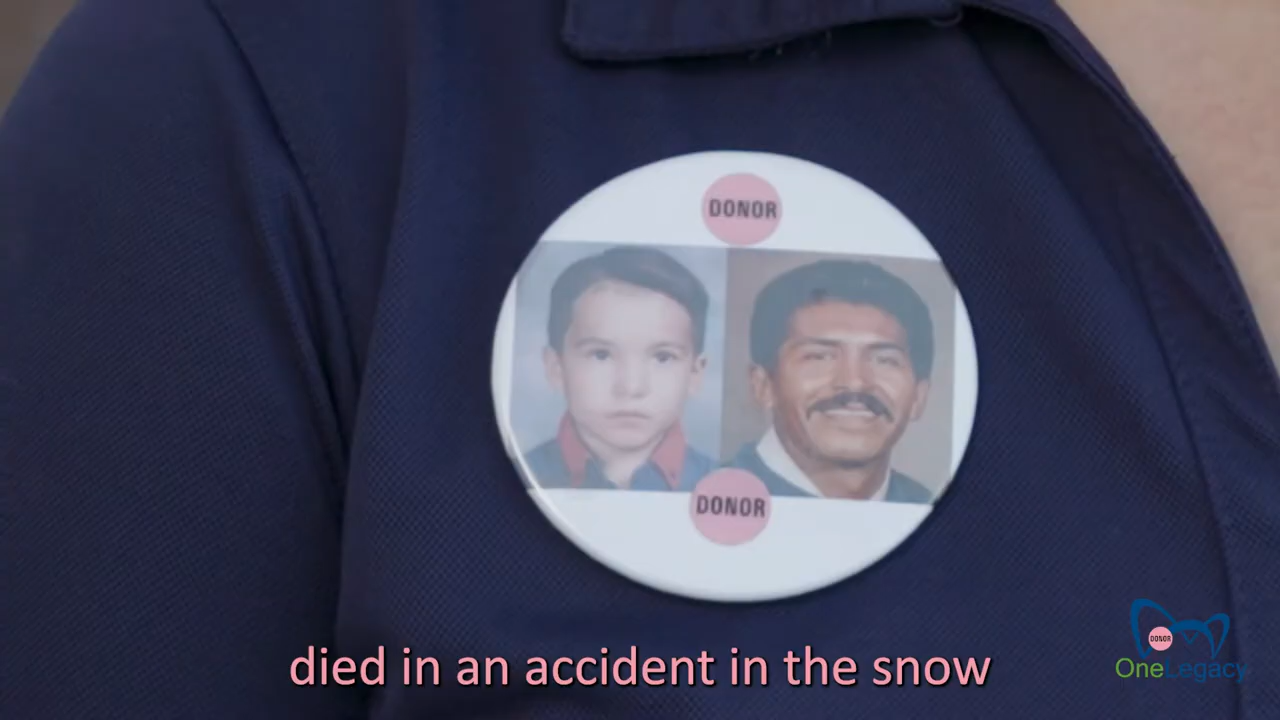 DONOR
DONOR
died in an accident in the snow
DONOR
OneLegacy